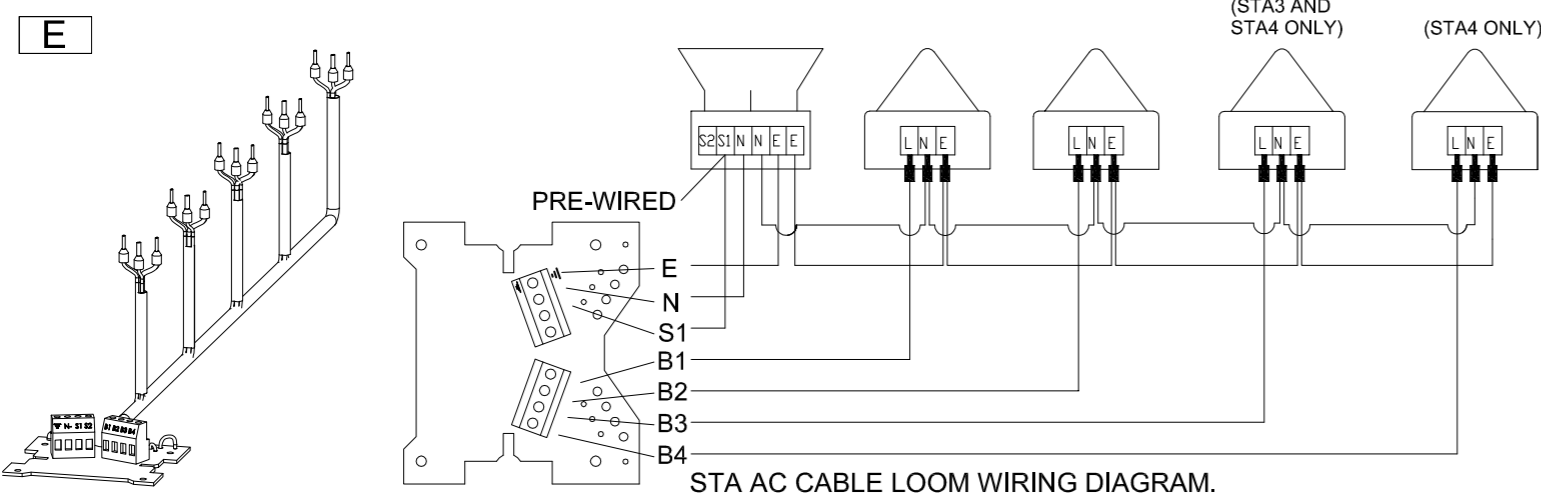 E
(STA3 AND
STA4 ONLY)
(STA4 ONLY)
S2 S1 N N E E
L N E
L N E
L N E
L N E
PRE-WIRED
E
N
S1
B1
B2
B3
B4
N- S1 S2
B1 B2 B3 B4
STA AC CABLE LOOM WIRING DIAGRAM.